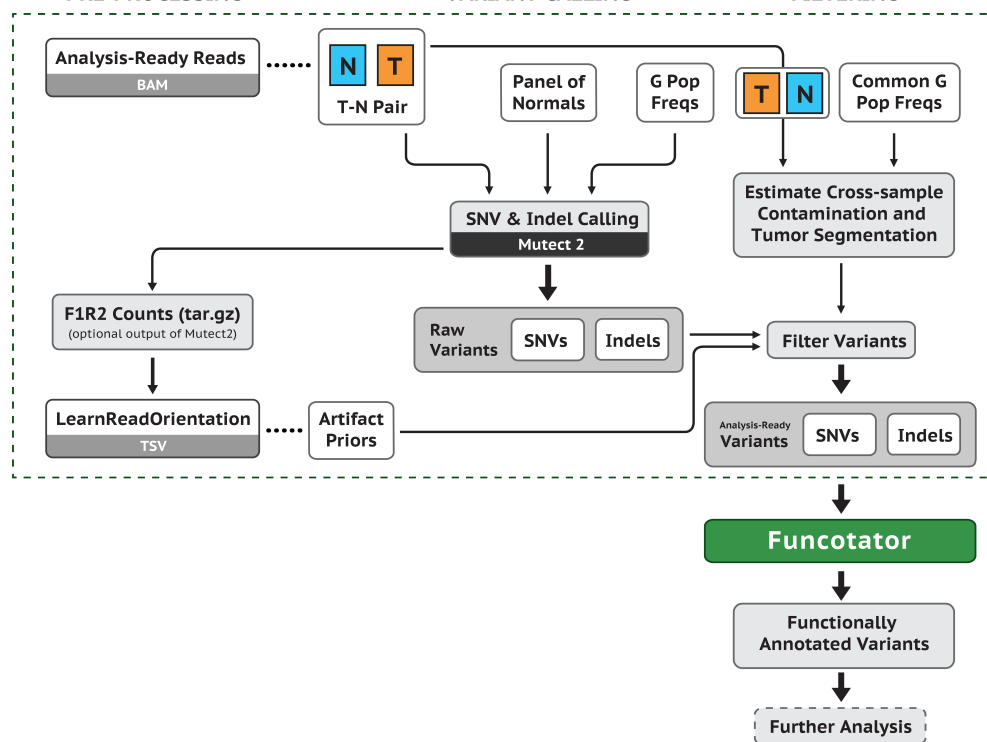 Analysis-Ready Reads
BAM
N
T
T-N Pair
Panel of
Normals
G Pop
Freqs
T
N
Common G
Pop Freqs
SNV & Indel Calling
Mutect 2
Estimate Cross-sample
Contamination and
Tumor Segmentation
F1R2 Counts (tar.gz)
(optional output of Mutect2)
Raw
Variants
SNVs
Indels
Filter Variants
LearnReadOrientation
TSV
Artifact
Priors
Analysis-Ready
Variants
SNVs
Indels
Funcotator
Functionally
Annotated Variants
Further Analysis